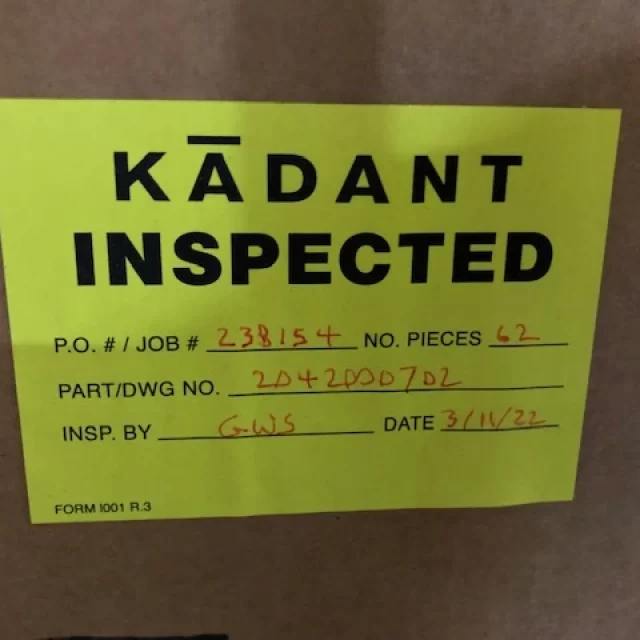 KĀDANT
INSPECTED
P.O. # / JOB # 238154 NO. PIECES 62
PART/DWG NO. 2042000702
INSP. BY GWS DATE 3/11/22
FORM I001 R.3